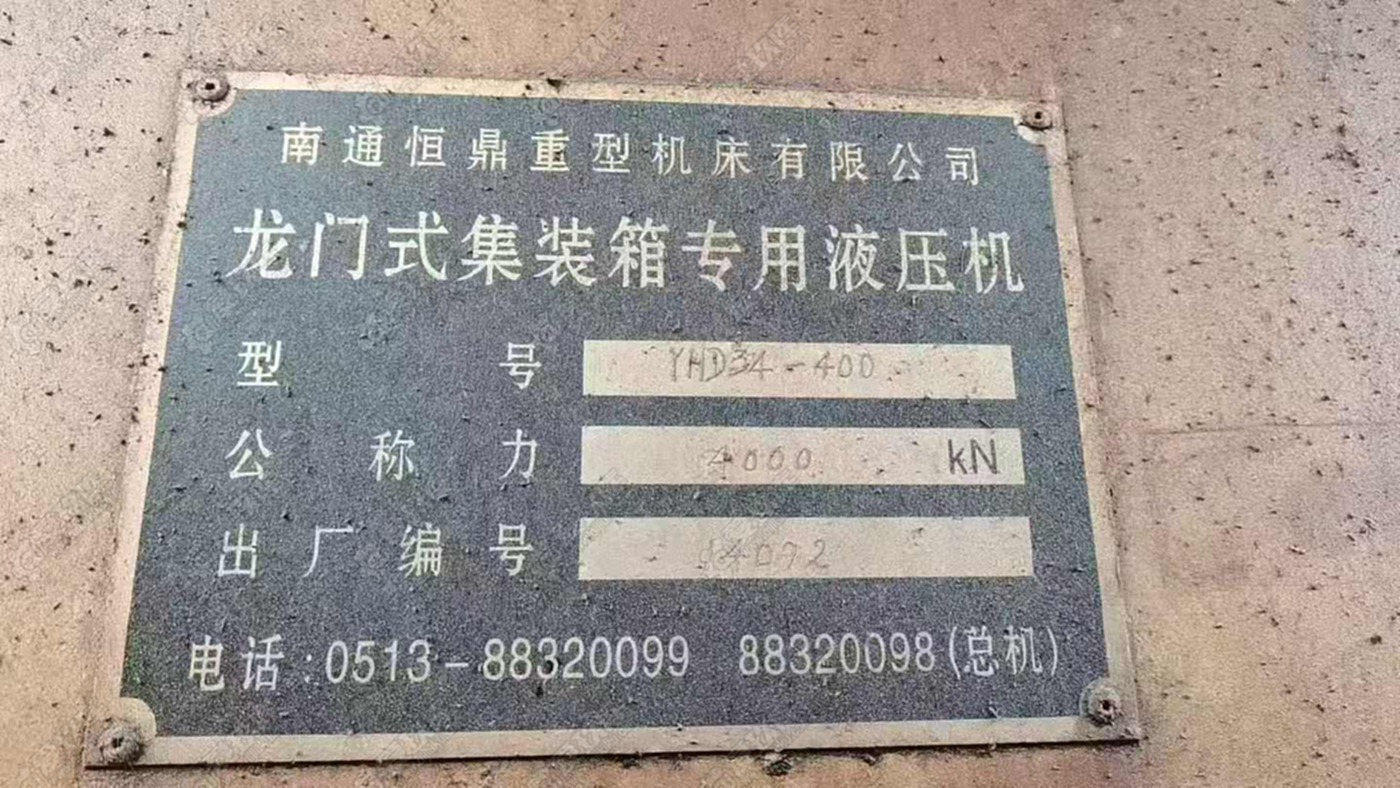 南通恒鼎重型机床有限公司
龙门式集装箱专用液压机
型 号 YHD34-400
公 称 力 4000 kN
出 厂 编 号
电话:0513-88320099 88320098(总机)